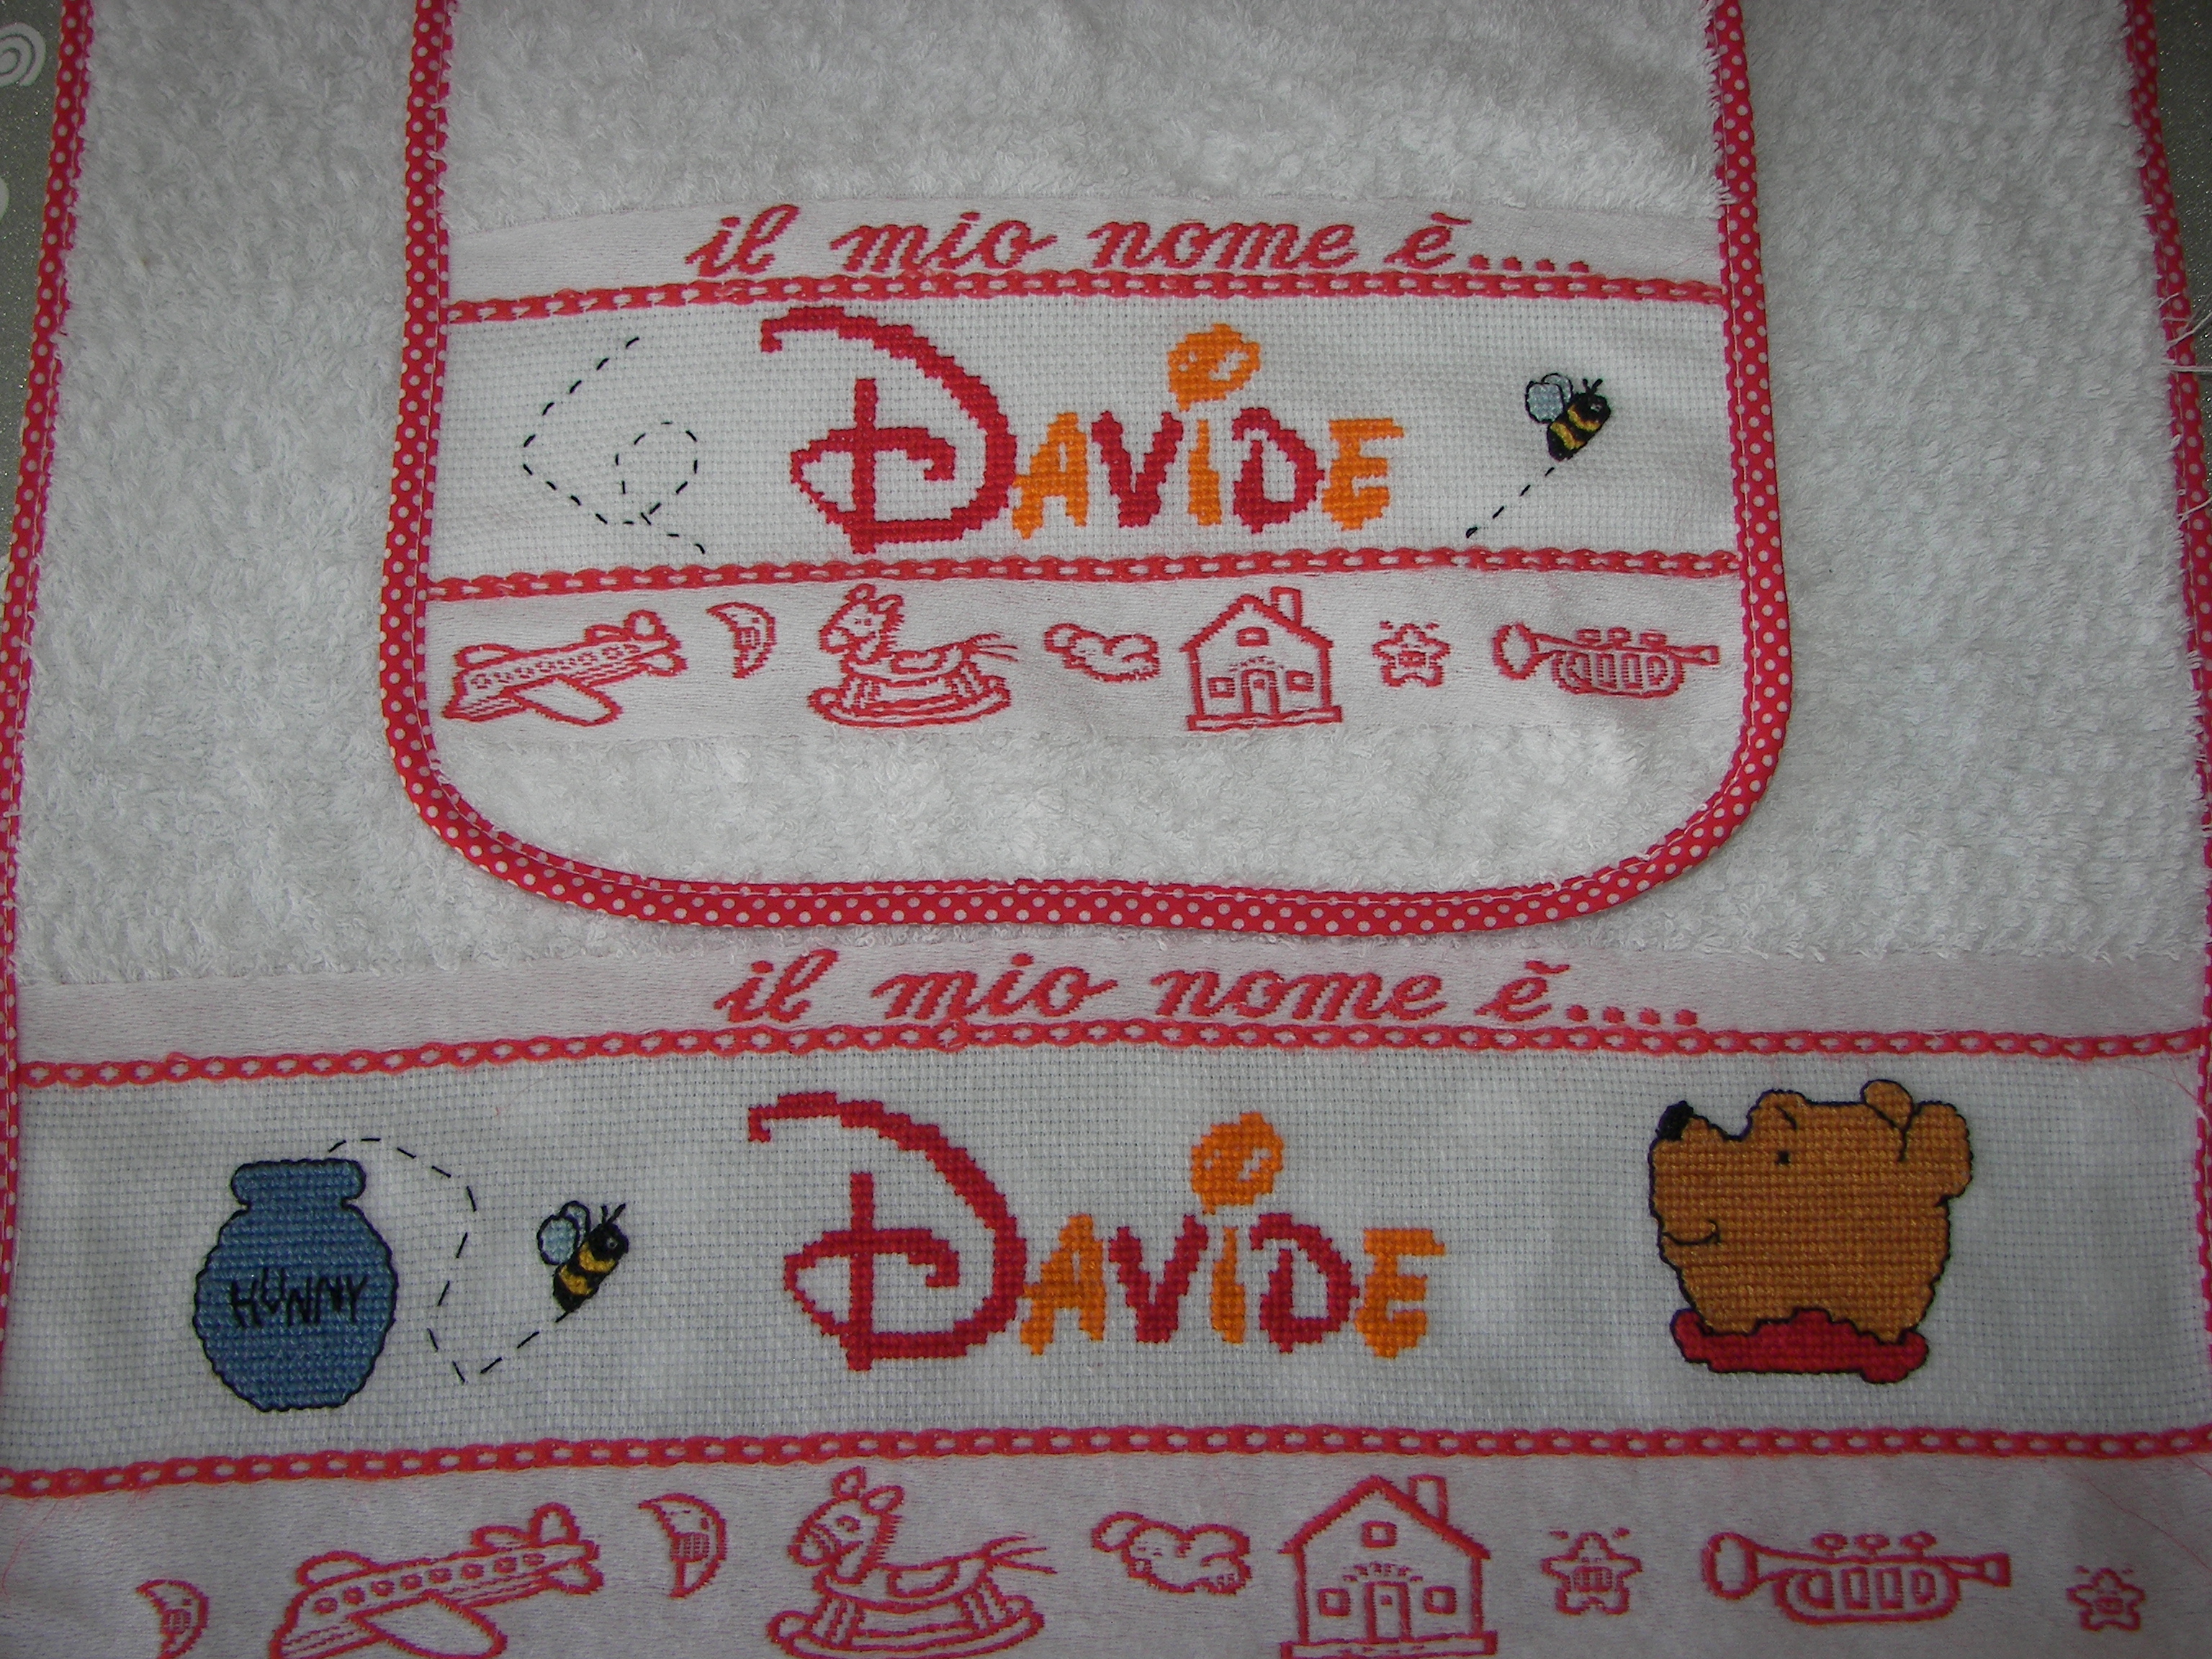 il mio nome è....
DAViDE
il mio nome è....
HUNNY
DAViDE